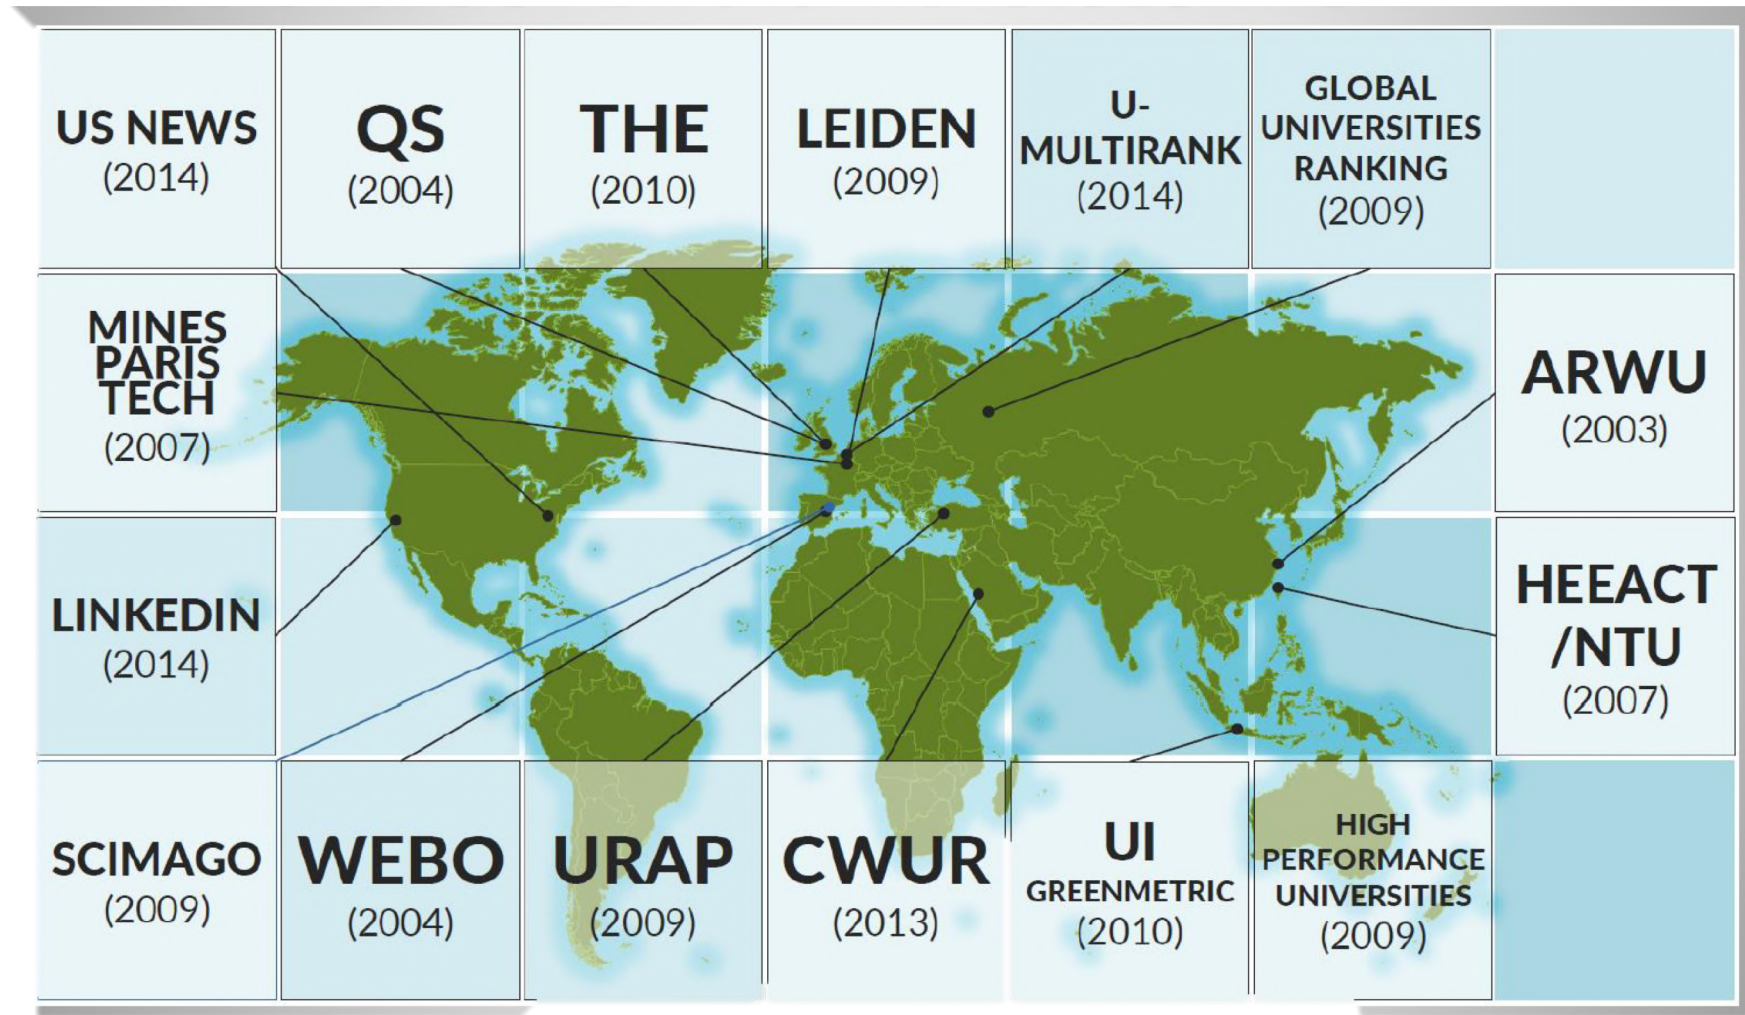 US NEWS
(2014)
QS
(2004)
THE
(2010)
LEIDEN
(2009)
U-
MULTIRANK
(2014)
GLOBAL
UNIVERSITIES
RANKING
(2009)
MINES
PARIS
TECH
(2007)
ARWU
(2003)
LINKEDIN
(2014)
HEEACT
/NTU
(2007)
SCIMAGO
(2009)
WEBO
(2004)
URAP
(2009)
CWUR
(2013)
UI
GREENMETRIC
(2010)
HIGH
PERFORMANCE
UNIVERSITIES
(2009)